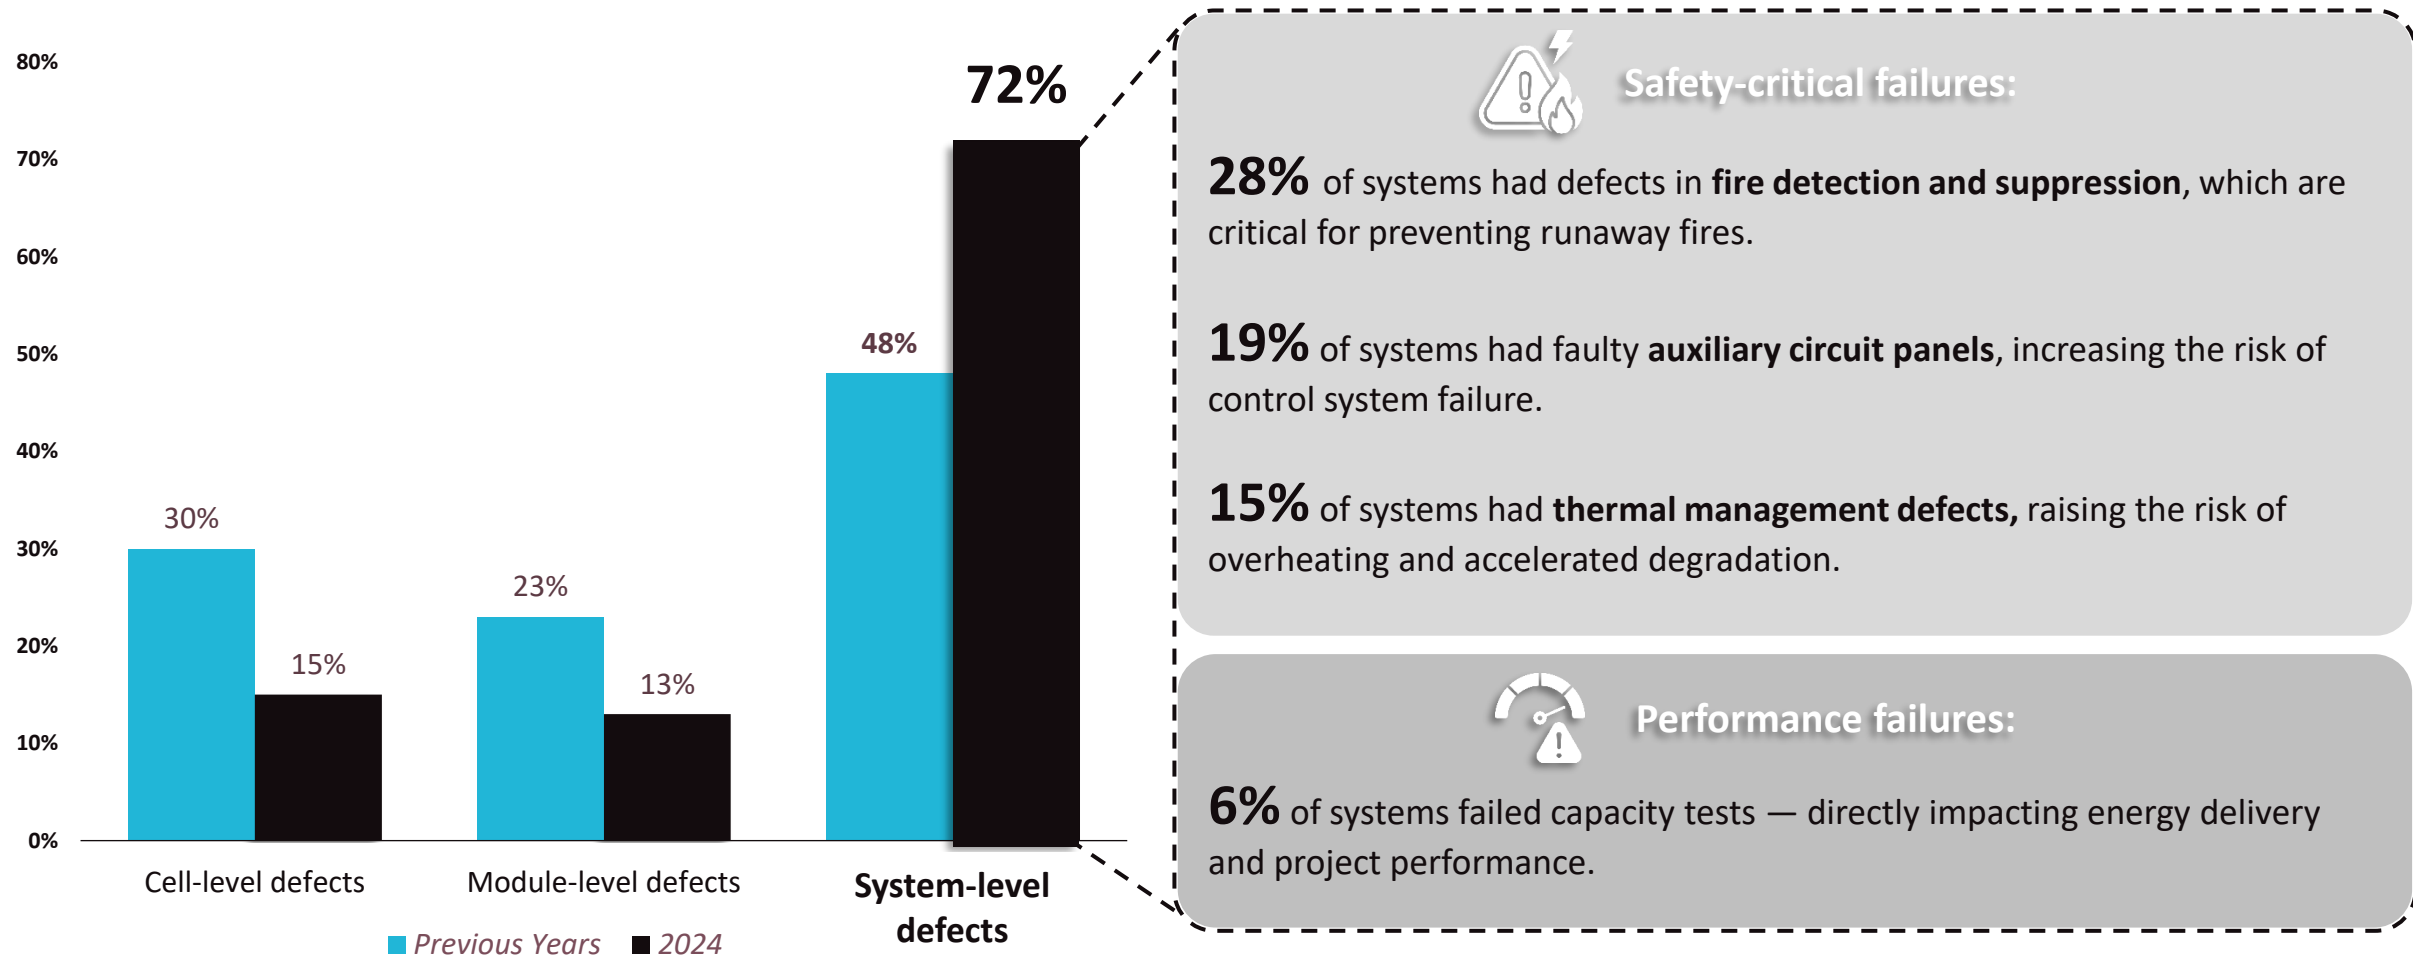 80%
70%
60%
50%
40%
30%
20%
10%
0%
30%
15%
23%
13%
48%
72%
Cell-level defects
Module-level defects
System-level
defects
Previous Years
2024
Safety-critical failures:
28% of systems had defects in fire detection and suppression, which are
critical for preventing runaway fires.
19% of systems had faulty auxiliary circuit panels, increasing the risk of
control system failure.
15% of systems had thermal management defects, raising the risk of
overheating and accelerated degradation.
Performance failures:
6% of systems failed capacity tests — directly impacting energy delivery
and project performance.